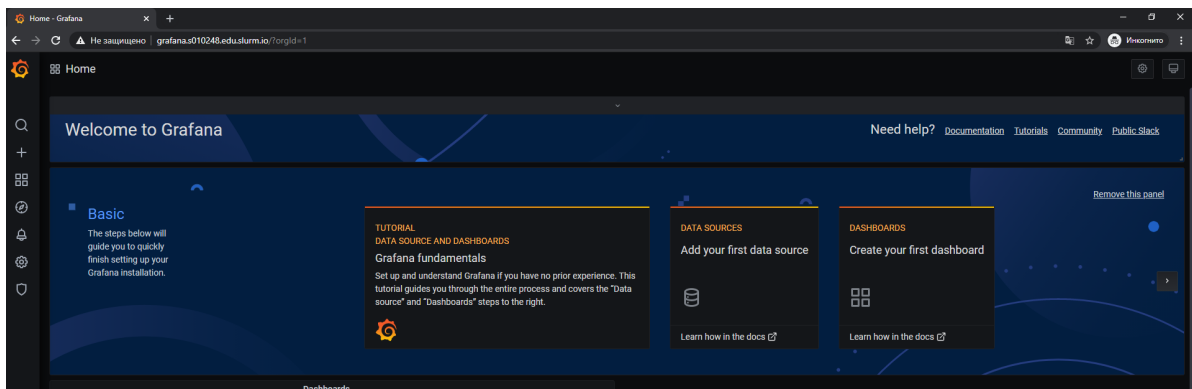 Home - Grafana
Не защищено | grafana.s010248.edu.slurm.io/?orgId=1
Инкогнито
Home
Welcome to Grafana
Need help? Documentation Tutorials Community Public Slack
Remove this panel
Basic
The steps below will
guide you to quickly
finish setting up your
Grafana installation.
TUTORIAL
DATA SOURCE AND DASHBOARDS
Grafana fundamentals
Set up and understand Grafana if you have no prior experience. This
tutorial guides you through the entire process and covers the “Data
source” and “Dashboards” steps to the right.
DATA SOURCES
Add your first data source
Learn how in the docs
DASHBOARDS
Create your first dashboard
Learn how in the docs
Dashboards